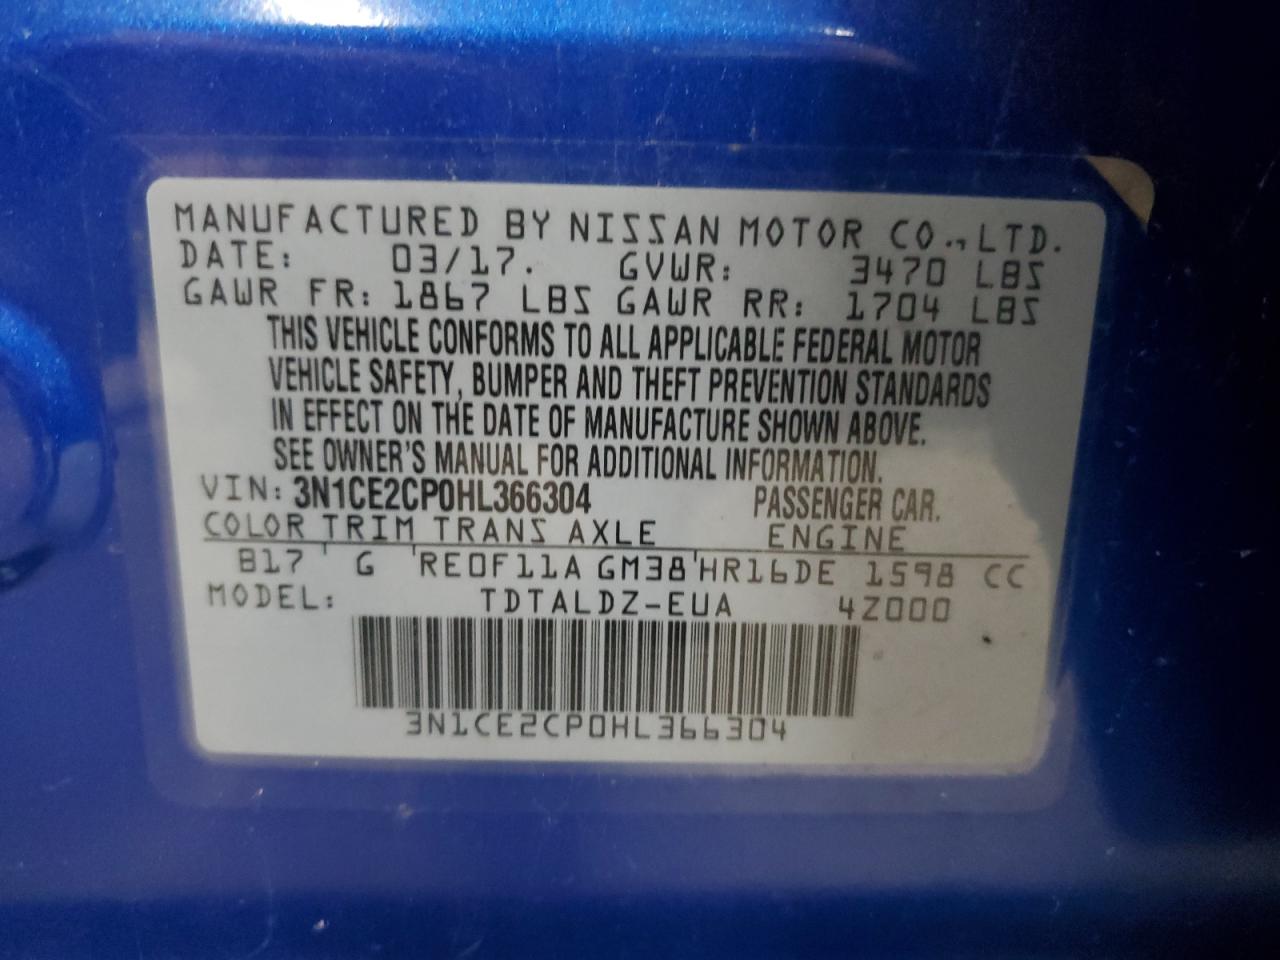 MANUFACTURED BY NISSAN MOTOR CO., LTD.
DATE: 03/17. GVWR: 3470 LBS
GAWR FR: 1867 LBS GAWR RR: 1704 LBS
THIS VEHICLE CONFORMS TO ALL APPLICABLE FEDERAL MOTOR
VEHICLE SAFETY, BUMPER AND THEFT PREVENTION STANDARDS
IN EFFECT ON THE DATE OF MANUFACTURE SHOWN ABOVE.
SEE OWNER'S MANUAL FOR ADDITIONAL INFORMATION.
VIN: 3N1CE2CP0HL366304 PASSENGER CAR.
COLOR TRIM TRANS AXLE ENGINE
B17 ' G ' RE0F11A GM38 ' HR16DE 1598 CC
MODEL: TDTALDZ-EUA 4Z000
3N1CE2CP0HL366304